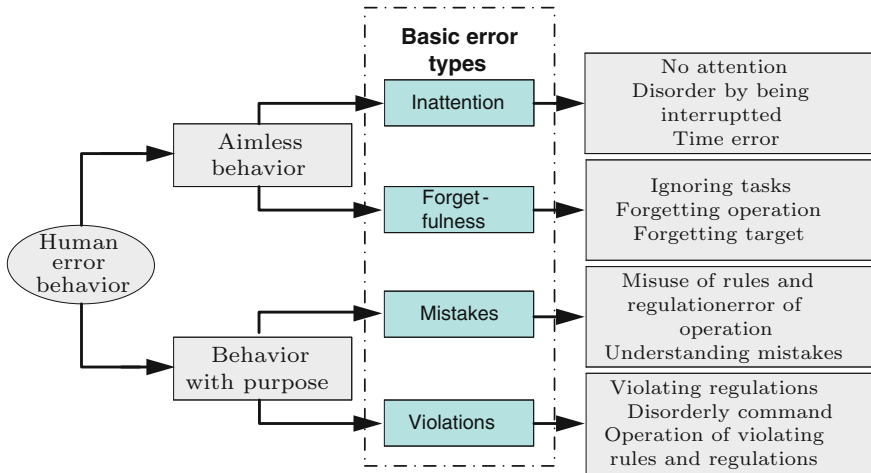 Basic error
types
Inattention
No attention
Disorder by being
interruptted
Time error
Aimless
behavior
Forget-
fulness
Ignoring tasks
Forgetting operation
Forgetting target
Human
error
behavior
Mistakes
Misuse of rules and
regulationerror of
operation
Understanding mistakes
Behavior
with purpose
Violations
Violating regulations
Disorderly command
Operation of violating
rules and regulations